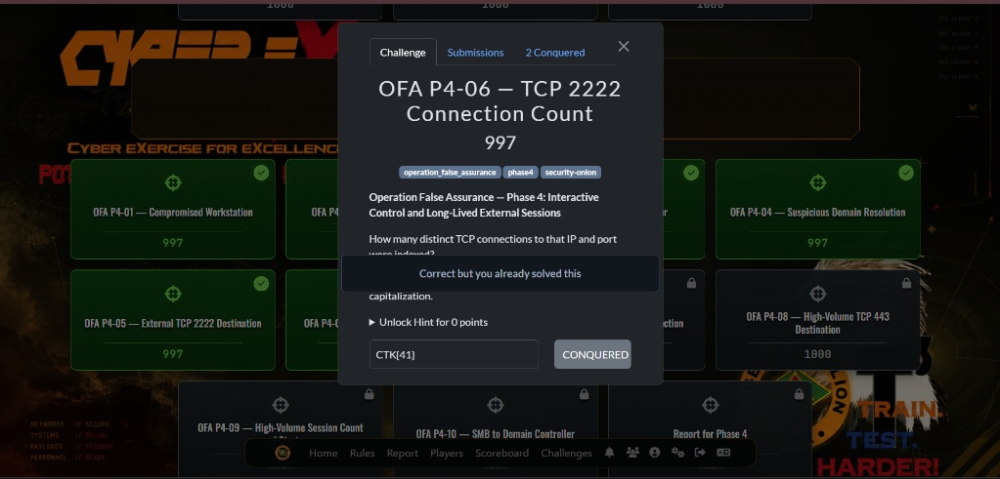 1000
1000
1000
CYBER EXERCISE FOR EXCELLENCE
Challenge
Submissions
2 Conquered
OFA P4-06 — TCP 2222
Connection Count
997
operation_false_assurance
phase4
security-onion
Operation False Assurance — Phase 4: Interactive
Control and Long-Lived External Sessions
How many distinct TCP connections to that IP and port
were indexed?
Correct but you already solved this
capitalization.
▶ Unlock Hint for 0 points
CTK{41}
CONQUERED
OFA P4-01 — Compromised Workstation
997
OFA P4-04 — Suspicious Domain Resolution
997
OFA P4-05 — External TCP 2222 Destination
997
OFA P4-08 — High-Volume TCP 443
Destination
1000
OFA P4-09 — High-Volume Session Count
OFA P4-10 — SMB to Domain Controller
Report for Phase 4
NETWORKS // SECURE
SYSTEMS // ONLINE
PAYLOADS
PERSONNEL // READY
Home
Rules
Report
Players
Scoreboard
Challenges
TRAIN.
TEST.
HARDER!